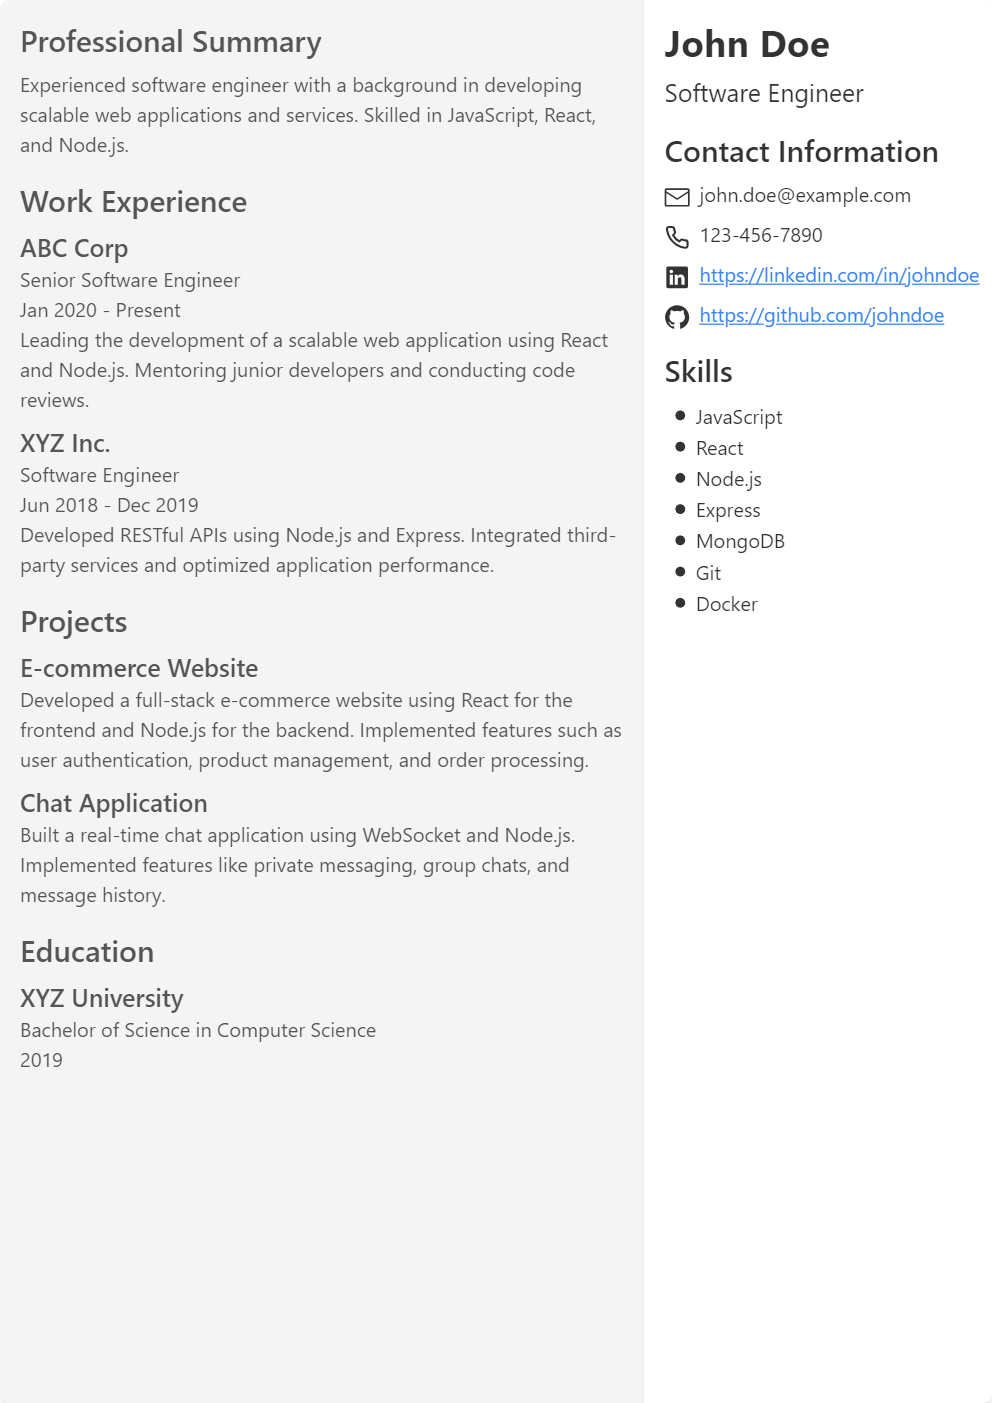 Professional Summary
Experienced software engineer with a background in developing
scalable web applications and services. Skilled in JavaScript, React,
and Node.js.
Work Experience
ABC Corp
Senior Software Engineer
Jan 2020 - Present
Leading the development of a scalable web application using React
and Node.js. Mentoring junior developers and conducting code
reviews.
XYZ Inc.
Software Engineer
Jun 2018 - Dec 2019
Developed RESTful APIs using Node.js and Express. Integrated third-
party services and optimized application performance.
Projects
E-commerce Website
Developed a full-stack e-commerce website using React for the
frontend and Node.js for the backend. Implemented features such as
user authentication, product management, and order processing.
Chat Application
Built a real-time chat application using WebSocket and Node.js.
Implemented features like private messaging, group chats, and
message history.
Education
XYZ University
Bachelor of Science in Computer Science
2019
John Doe
Software Engineer
Contact Information
john.doe@example.com
123-456-7890
https://linkedin.com/in/johndoe
https://github.com/johndoe
Skills
JavaScript
React
Node.js
Express
MongoDB
Git
Docker